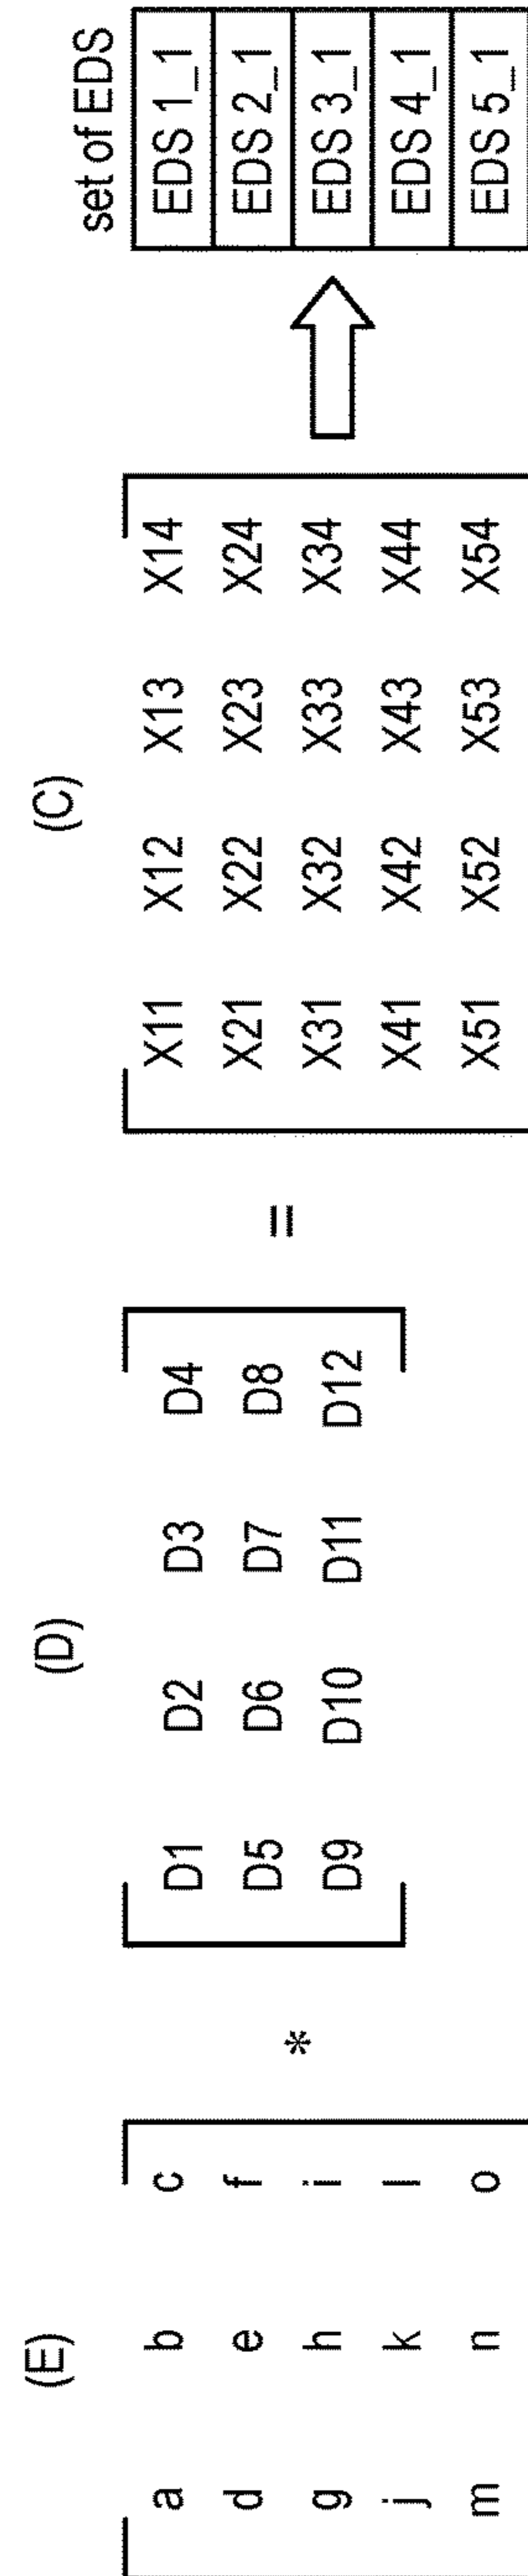 (E) (D) (C) set of EDS
a b c D1 D2 D3 D4 X11 X12 X13 X14 EDS 1_1
d e f D5 D6 D7 D8 X21 X22 X23 X24 EDS 2_1
g h i * D9 D10 D11 D12 = X31 X32 X33 X34 EDS 3_1
j k l X41 X42 X43 X44 EDS 4_1
m n o X51 X52 X53 X54 EDS 5_1